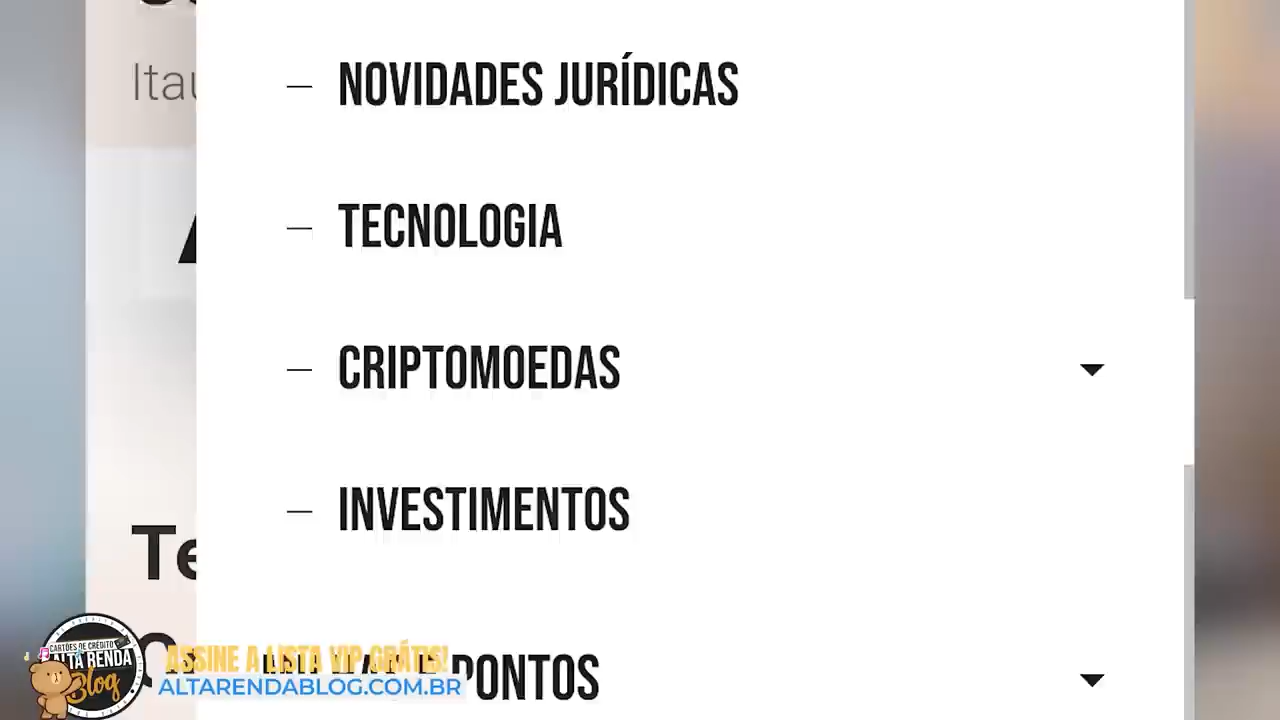 Itaú
NOVIDADES JURÍDICAS
TECNOLOGIA
CRIPTOMOEDAS
INVESTIMENTOS
Te
PONTOS
CARTÕES DE CRÉDITO
ALTA RENDA
Blog
ASSINE A LISTA VIP GRÁTIS!
ALTARENDABLOG.COM.BR